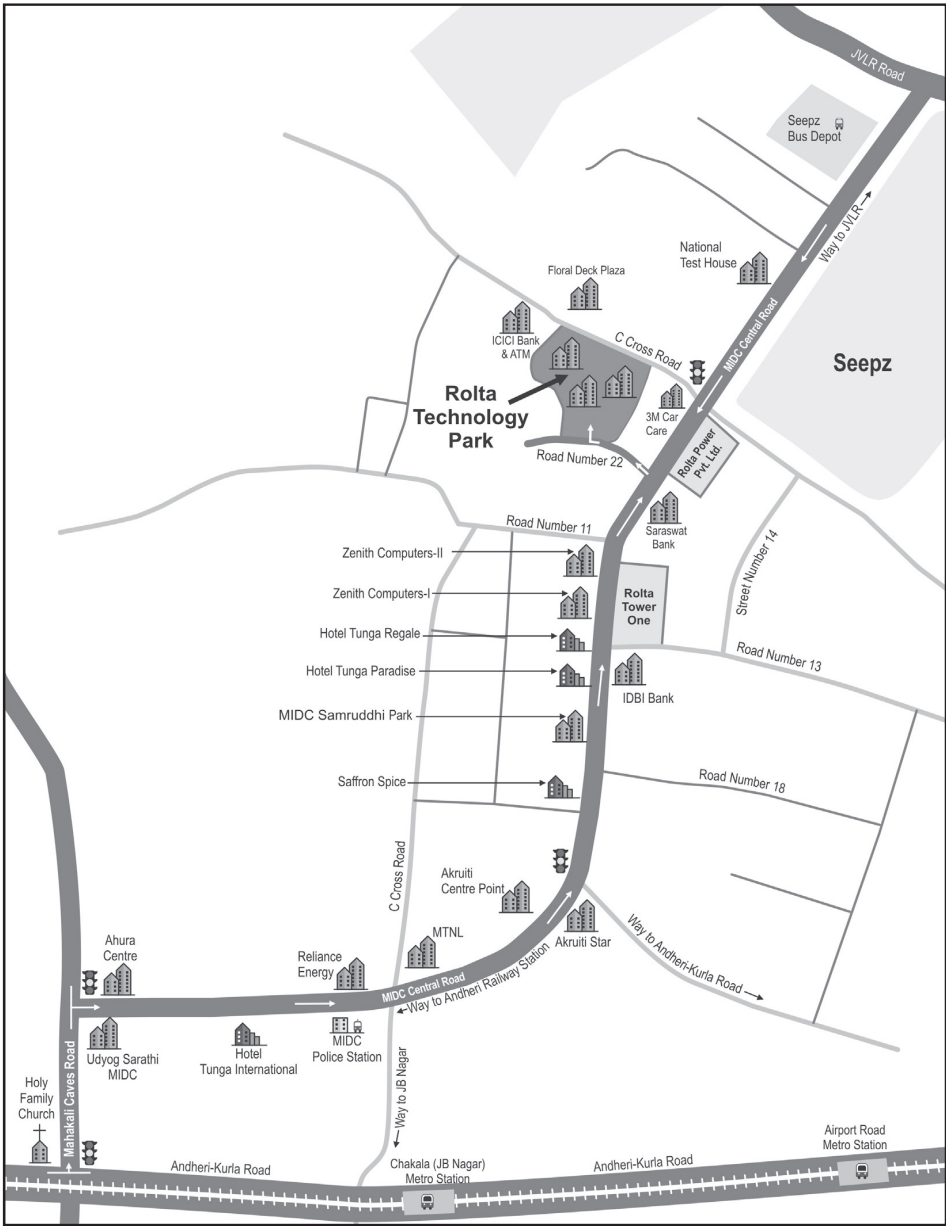 JVLR Road
Seepz
Bus Depot
Way to JVLR
National
Test House
Floral Deck Plaza
ICICI Bank
& ATM
C Cross Road
MIDC Central Road
Seepz
Rolta
Technology
Park
3M Car
Care
Rolta Power
Pvt. Ltd.
Road Number 22
Saraswat
Bank
Road Number 11
Zenith Computers-II
Street Number 14
Zenith Computers-I
Rolta
Tower
One
Hotel Tunga Regale
Road Number 13
Hotel Tunga Paradise
IDBI Bank
MIDC Samruddhi Park
Saffron Spice
Road Number 18
C Cross Road
Akruiti
Centre Point
Akruiti Star
Way to Andheri-Kurla Road
MTNL
Ahura
Centre
Reliance
Energy
MIDC Central Road
Way to Andheri Railway Station
Udyog Sarathi
MIDC
Hotel
Tunga International
MIDC
Police Station
Mahakali Caves Road
Way to JB Nagar
Holy
Family
Church
Andheri-Kurla Road
Chakala (JB Nagar)
Metro Station
Andheri-Kurla Road
Airport Road
Metro Station